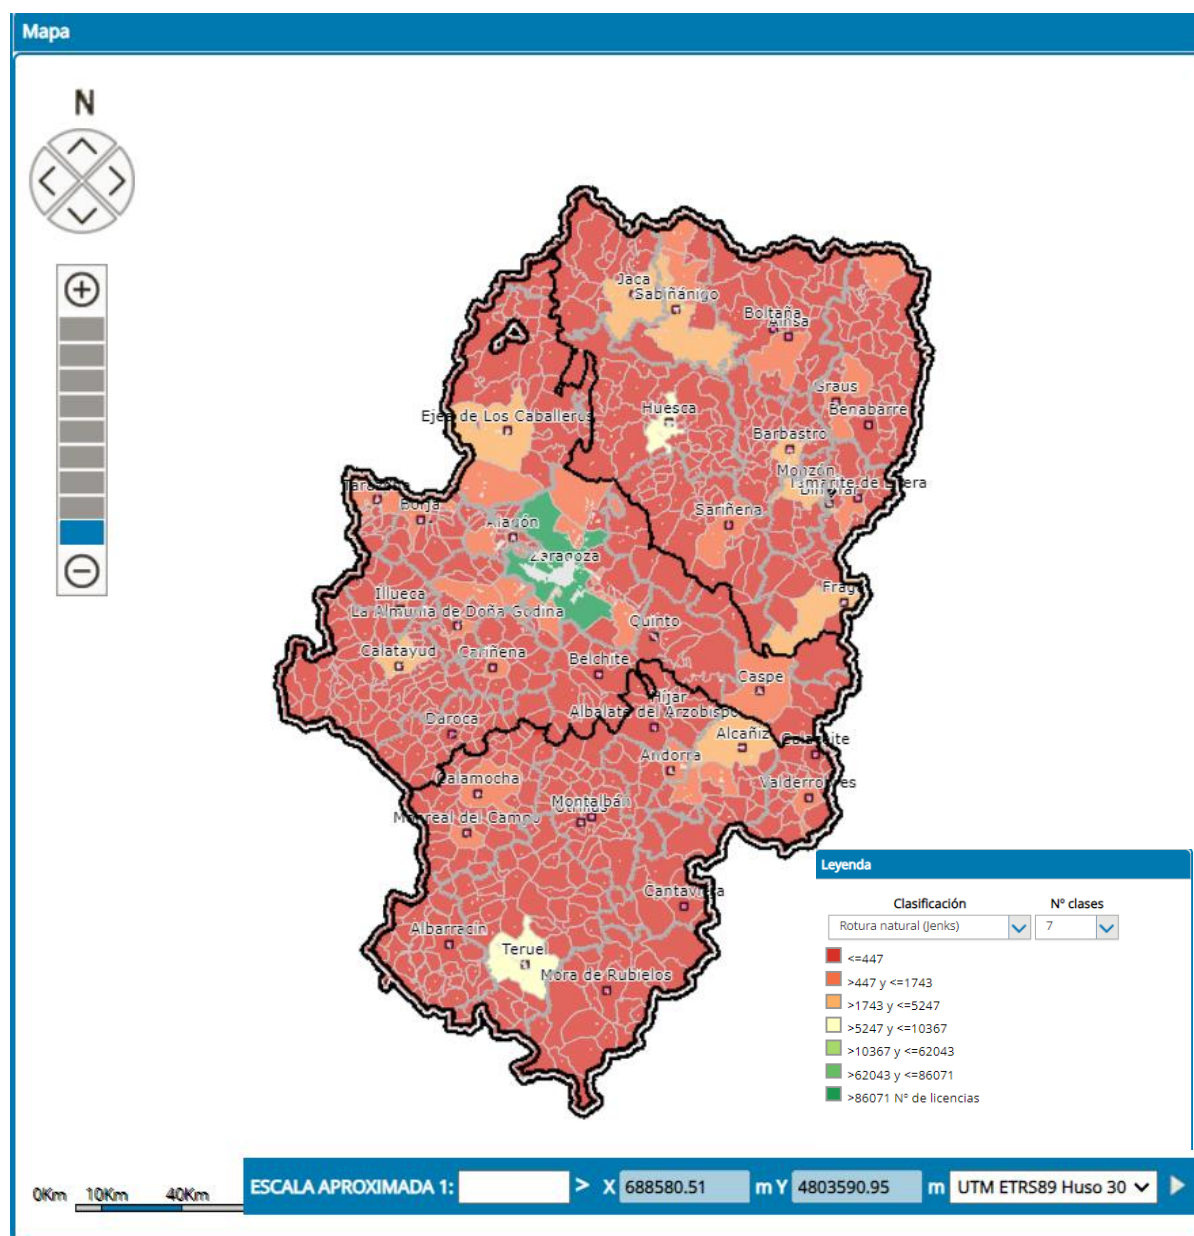 Mapa
N
Jaca
Sabiñánigo
Boltaña
Aínsa
Graus
Benabarre
Huesca
Ejea de Los Caballeros
Barbastro
Monzón
Tamarite de Litera
Binéfar
Tarazona
Borja
Alagón
Sariñena
Zaragoza
Fraga
Illueca
La Almunia de Doña Godina
Quinto
Calatayud
Cariñena
Belchite
Caspe
Híjar
Albalate del Arzobispo
Daroca
Alcañiz
Calaceite
Andorra
Calamocha
Valderrobres
Montalbán
Utrillas
Monreal del Campo
Cantavieja
Albarracín
Teruel
Mora de Rubielos
Leyenda
Clasificación Nº clases
Rotura natural (Jenks) 7
<=447
>447 y <=1743
>1743 y <=5247
>5247 y <=10367
>10367 y <=62043
>62043 y <=86071
>86071 Nº de licencias
0Km 10Km 40Km
ESCALA APROXIMADA 1: > X 688580.51 m Y 4803590.95 m UTM ETRS89 Huso 30